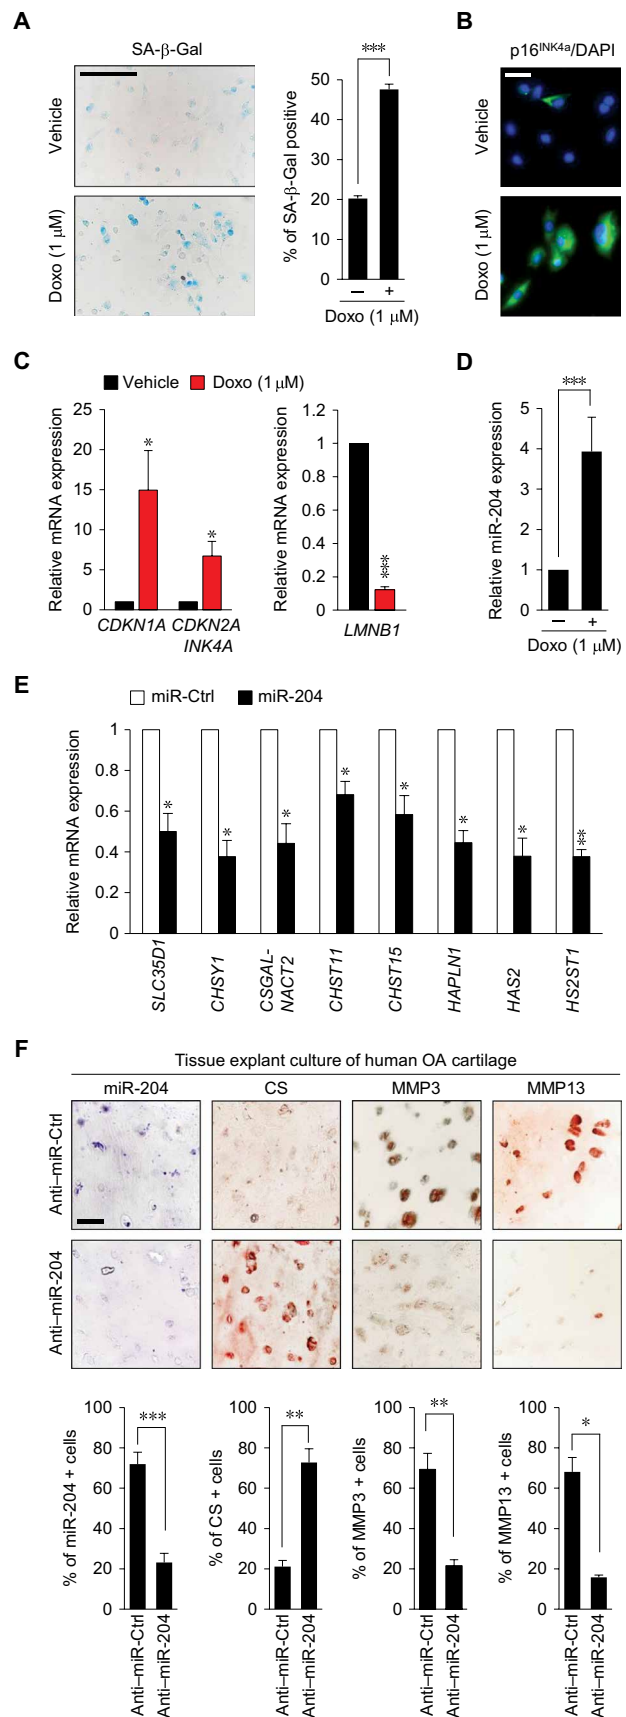 A
SA-β-Gal
Vehicle
Doxo (1 μM)
% of SA-β-Gal positive
50
40
30
20
10
0
***
– +
Doxo (1 μM)
B
p16INK4a/DAPI
Vehicle
Doxo (1 μM)
C
Vehicle Doxo (1 μM)
Relative mRNA expression
25
20
15
10
5
0
*
*
CDKN1A CDKN2A
INK4A
Relative mRNA expression
1.2
1
0.8
0.6
0.4
0.2
0
***
LMNB1
D
Relative miR-204 expression
5
4
3
2
1
0
***
– +
Doxo (1 μM)
E
miR-Ctrl miR-204
Relative mRNA expression
1
0.8
0.6
0.4
0.2
0
* * * * * * * **
SLC35D1
CHSY1
CSGAL-
NACT2
CHST11
CHST15
HAPLN1
HAS2
HS2ST1
F
Tissue explant culture of human OA cartilage
miR-204 CS MMP3 MMP13
Anti–miR-Ctrl
Anti–miR-204
% of miR-204 + cells
100
80
60
40
20
0
***
Anti–miR-Ctrl
Anti–miR-204
% of CS + cells
100
80
60
40
20
0
**
Anti–miR-Ctrl
Anti–miR-204
% of MMP3 + cells
100
80
60
40
20
0
**
Anti–miR-Ctrl
Anti–miR-204
% of MMP13 + cells
100
80
60
40
20
0
*
Anti–miR-Ctrl
Anti–miR-204